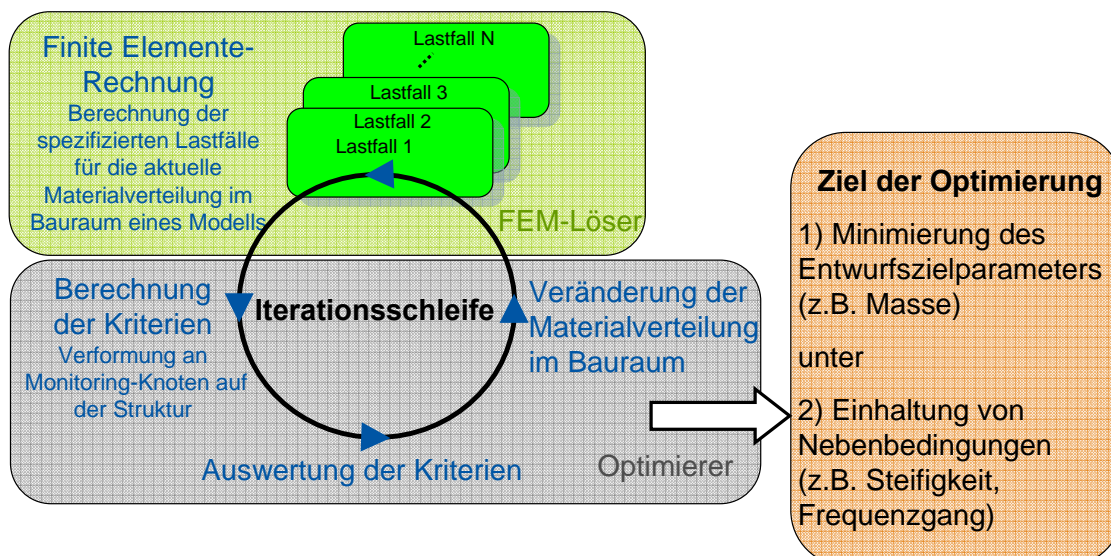 Finite Elemente-
Rechnung
Berechnung der
spezifizierten Lastfälle
für die aktuelle
Materialverteilung im
Bauraum eines Modells
Lastfall N
...
Lastfall 3
Lastfall 2
Lastfall 1
FEM-Löser
Berechnung
der Kriterien
Verformung an
Monitoring-Knoten auf
der Struktur
Iterationsschleife
Veränderung der
Materialverteilung
im Bauraum
Auswertung der Kriterien
Optimierer
Ziel der Optimierung
1) Minimierung des
Entwurfszielparameters
(z.B. Masse)
unter
2) Einhaltung von
Nebenbedingungen
(z.B. Steifigkeit,
Frequenzgang)